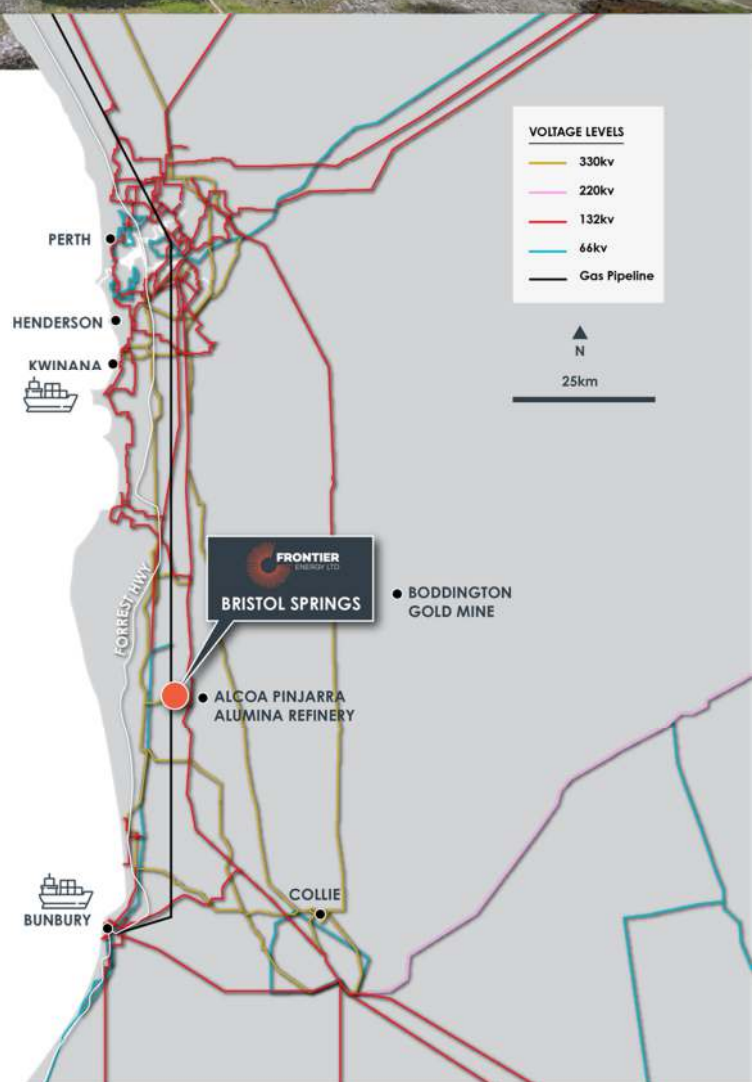 VOLTAGE LEVELS
330kv
220kv
132kv
66kv
Gas Pipeline
N
25km
PERTH
HENDERSON
KWINANA
FORREST HWY
FRONTIER
ENERGY LTD
BRISTOL SPRINGS
BODDINGTON
GOLD MINE
ALCOA PINJARRA
ALUMINA REFINERY
COLLIE
BUNBURY